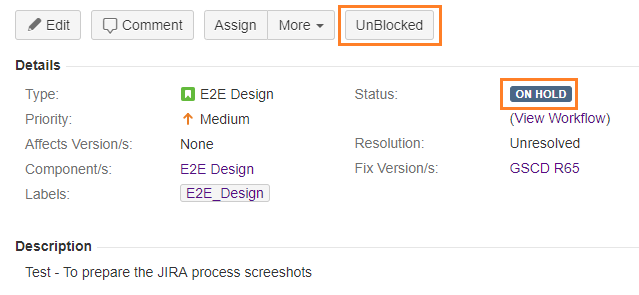 Edit Comment Assign More UnBlocked
Details
Type: E2E Design Status: ON HOLD
Priority: Medium (View Workflow)
Affects Version/s: None Resolution: Unresolved
Component/s: E2E Design Fix Version/s: GSCD R65
Labels: E2E_Design
Description
Test - To prepare the JIRA process screeshots